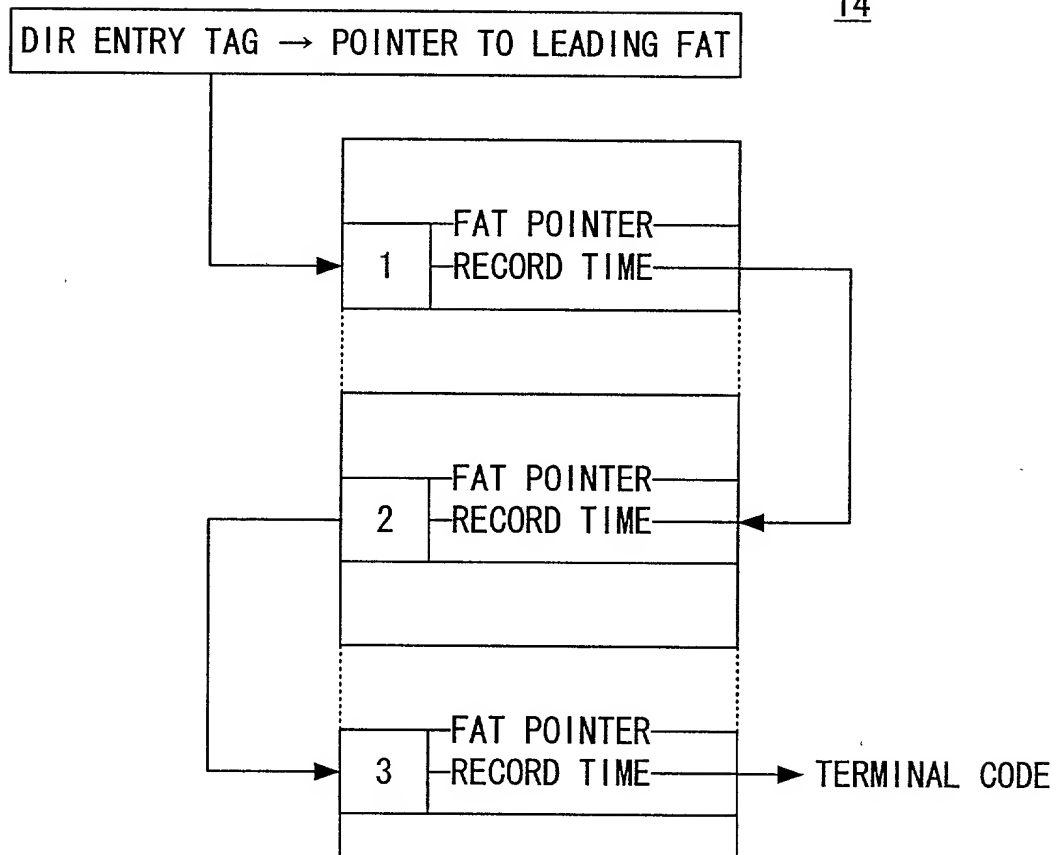 14
DIR ENTRY TAG → POINTER TO LEADING FAT
FAT POINTER
1
RECORD TIME
FAT POINTER
2
RECORD TIME
FAT POINTER
3
RECORD TIME
TERMINAL CODE